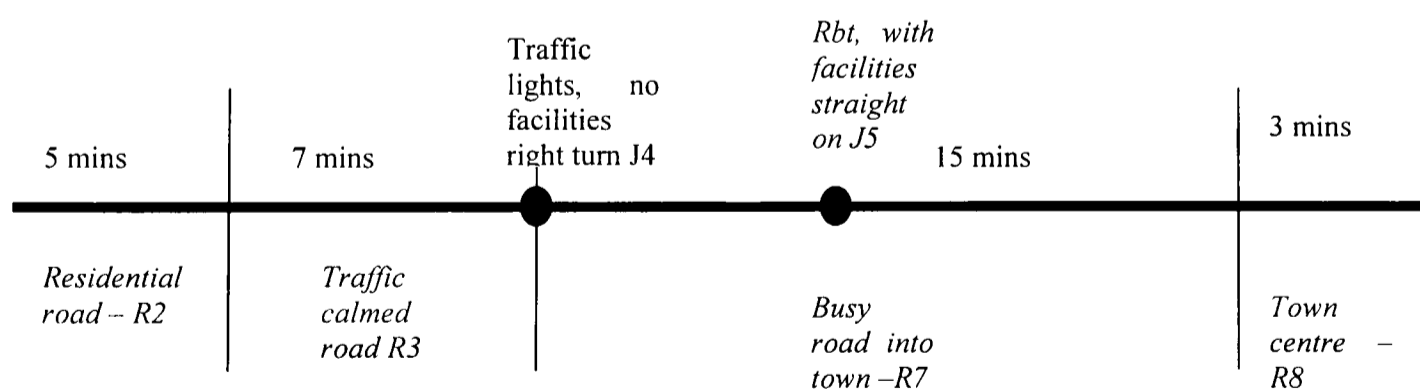 Traffic
lights, no
facilities
right turn J4
Rbt, with
facilities
straight
on J5
5 mins
7 mins
15 mins
3 mins
Residential
road – R2
Traffic
calmed
road R3
Busy
road into
town –R7
Town
centre –
R8